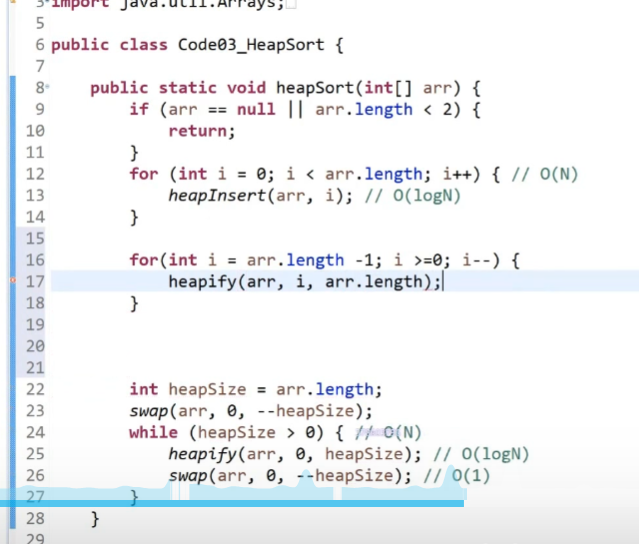 3 import java.util.Arrays;
5
6 public class Code03_HeapSort {
7
8 public static void heapSort(int[] arr) {
9 if (arr == null || arr.length < 2) {
10 return;
11 }
12 for (int i = 0; i < arr.length; i++) { // O(N)
13 heapInsert(arr, i); // O(logN)
14 }
15
16 for(int i = arr.length -1; i >=0; i--) {
17 heapify(arr, i, arr.length);
18 }
19
20
21
22 int heapSize = arr.length;
23 swap(arr, 0, --heapSize);
24 while (heapSize > 0) { // O(N)
25 heapify(arr, 0, heapSize); // O(logN)
26 swap(arr, 0, --heapSize); // O(1)
27 }
28 }
29